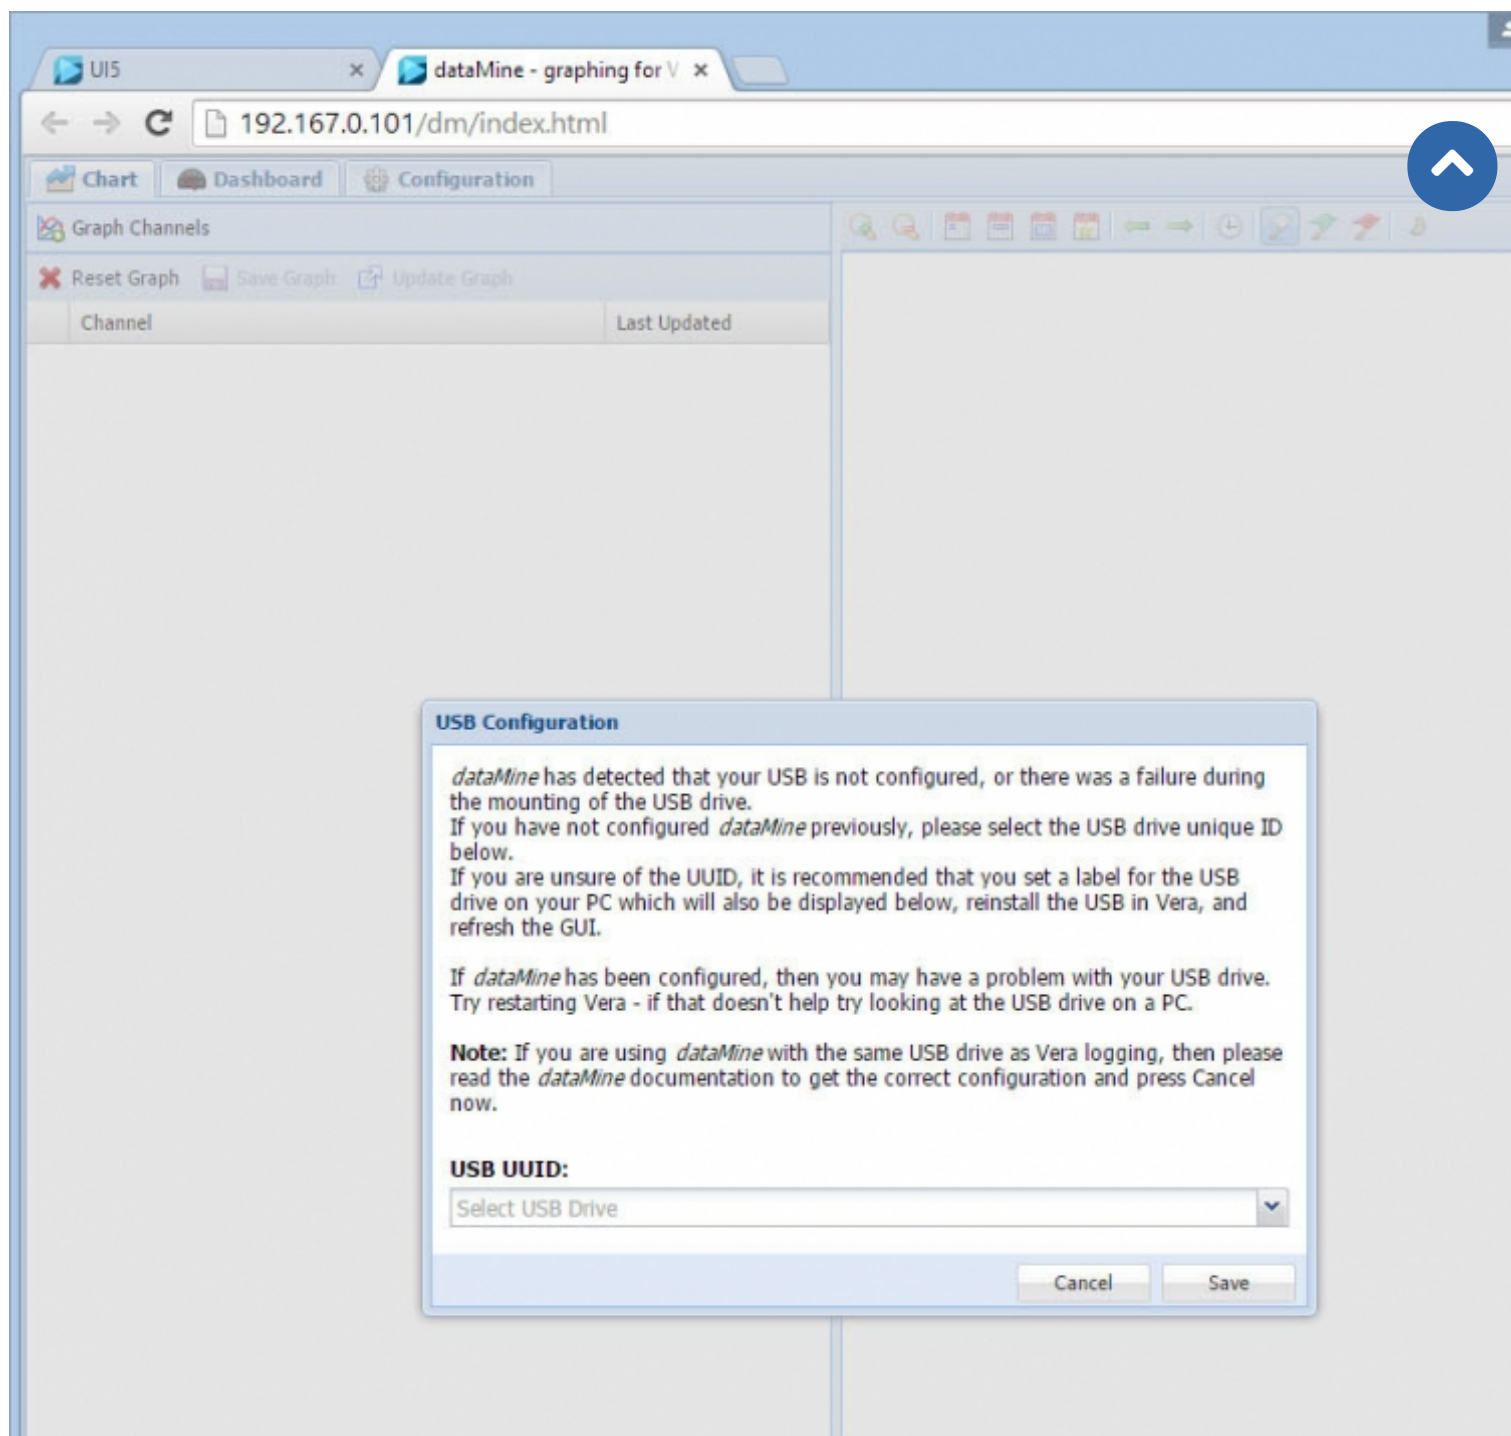 UI5
dataMine - graphing for V
192.167.0.101/dm/index.html
Chart Dashboard Configuration
Graph Channels
Reset Graph Save Graph Update Graph
Channel Last Updated
USB Configuration
dataMine has detected that your USB is not configured, or there was a failure during
the mounting of the USB drive.
If you have not configured dataMine previously, please select the USB drive unique ID
below.
If you are unsure of the UUID, it is recommended that you set a label for the USB
drive on your PC which will also be displayed below, reinstall the USB in Vera, and
refresh the GUI.
If dataMine has been configured, then you may have a problem with your USB drive.
Try restarting Vera - if that doesn't help try looking at the USB drive on a PC.
Note: If you are using dataMine with the same USB drive as Vera logging, then please
read the dataMine documentation to get the correct configuration and press Cancel
now.
USB UUID:
Select USB Drive
Cancel Save